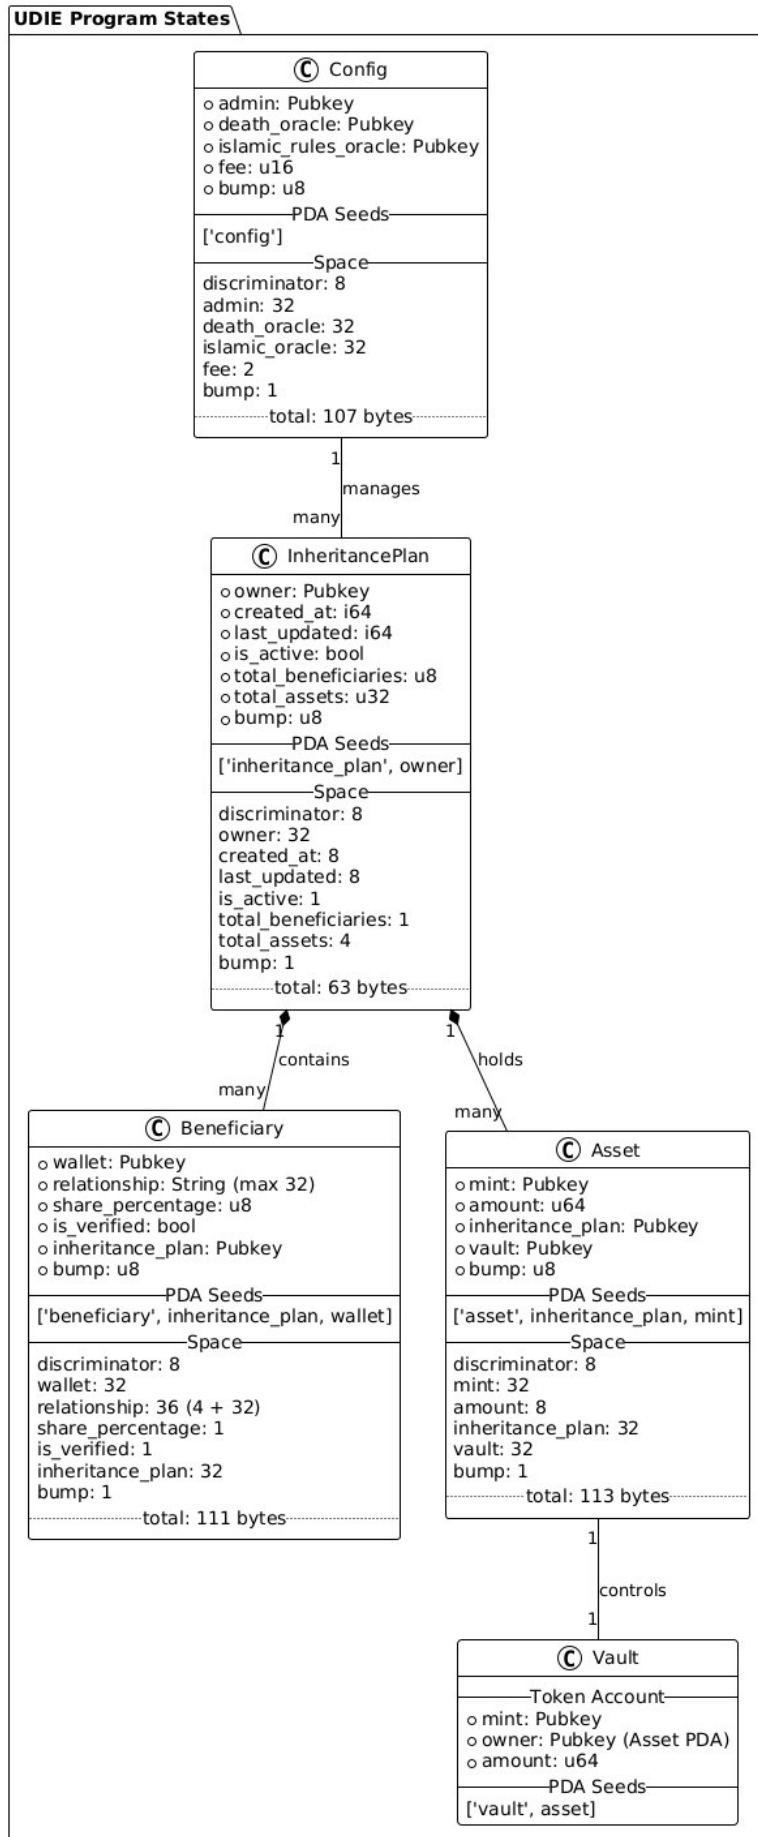 UDIE Program States
C Config
admin: Pubkey
death_oracle: Pubkey
islamic_rules_oracle: Pubkey
fee: u16
bump: u8
PDA Seeds
['config']
Space
discriminator: 8
admin: 32
death_oracle: 32
islamic_oracle: 32
fee: 2
bump: 1
total: 107 bytes
1
manages
many
C InheritancePlan
owner: Pubkey
created_at: i64
last_updated: i64
is_active: bool
total_beneficiaries: u8
total_assets: u32
bump: u8
PDA Seeds
['inheritance_plan', owner]
Space
discriminator: 8
owner: 32
created_at: 8
last_updated: 8
is_active: 1
total_beneficiaries: 1
total_assets: 4
bump: 1
total: 63 bytes
1
contains
many
1
holds
many
C Beneficiary
wallet: Pubkey
relationship: String (max 32)
share_percentage: u8
is_verified: bool
inheritance_plan: Pubkey
bump: u8
PDA Seeds
['beneficiary', inheritance_plan, wallet]
Space
discriminator: 8
wallet: 32
relationship: 36 (4 + 32)
share_percentage: 1
is_verified: 1
inheritance_plan: 32
bump: 1
total: 111 bytes
C Asset
mint: Pubkey
amount: u64
inheritance_plan: Pubkey
vault: Pubkey
bump: u8
PDA Seeds
['asset', inheritance_plan, mint]
Space
discriminator: 8
mint: 32
amount: 8
inheritance_plan: 32
vault: 32
bump: 1
total: 113 bytes
1
controls
1
C Vault
Token Account
mint: Pubkey
owner: Pubkey (Asset PDA)
amount: u64
PDA Seeds
['vault', asset]